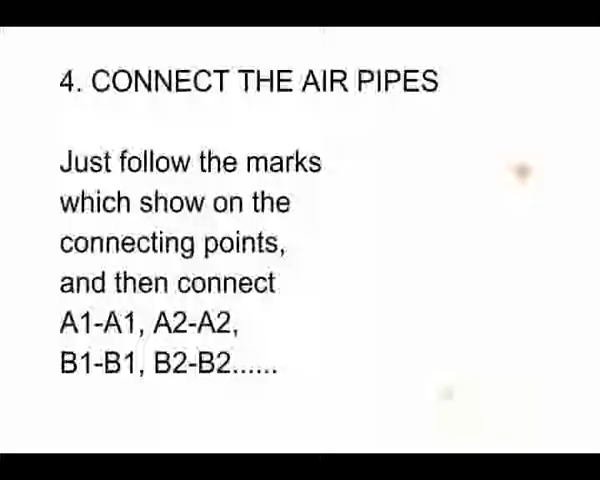 4. CONNECT THE AIR PIPES
Just follow the marks
which show on the
connecting points,
and then connect
A1-A1, A2-A2,
B1-B1, B2-B2......